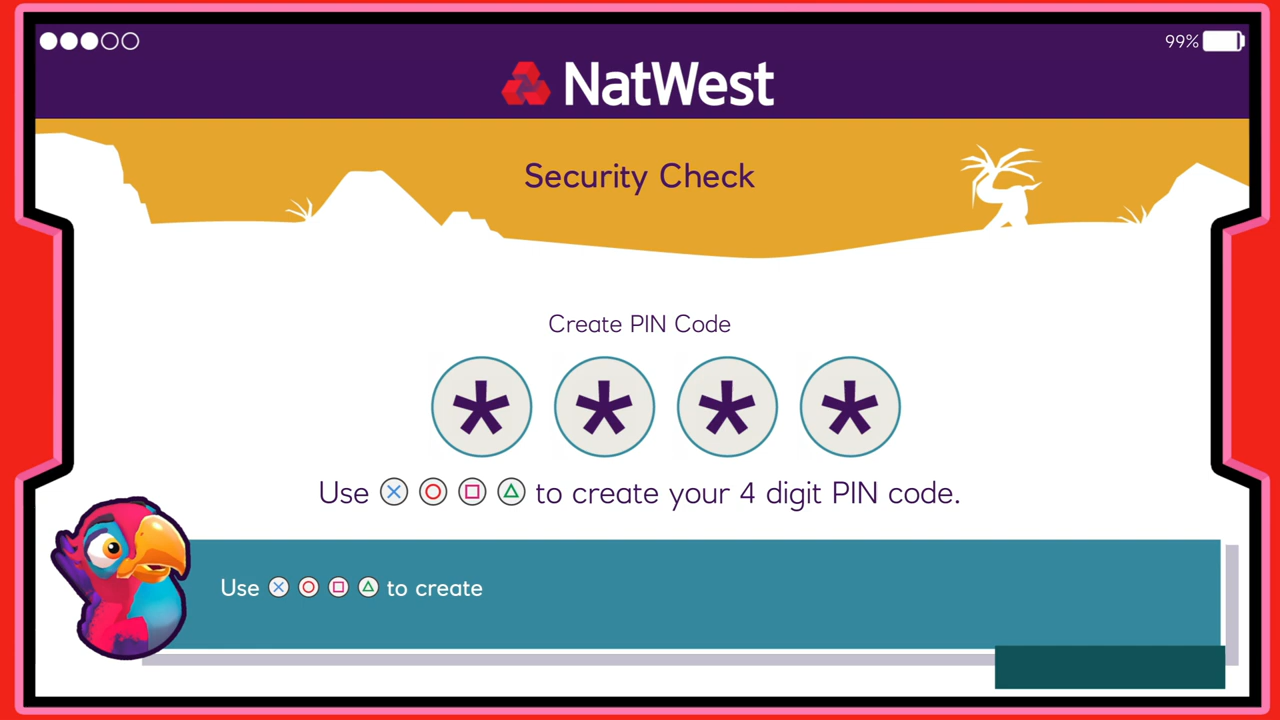 99%
NatWest
Security Check
Create PIN Code
* * * *
Use ⓧ ○ □ △ to create your 4 digit PIN code.
Use ⓧ ○ □ △ to create